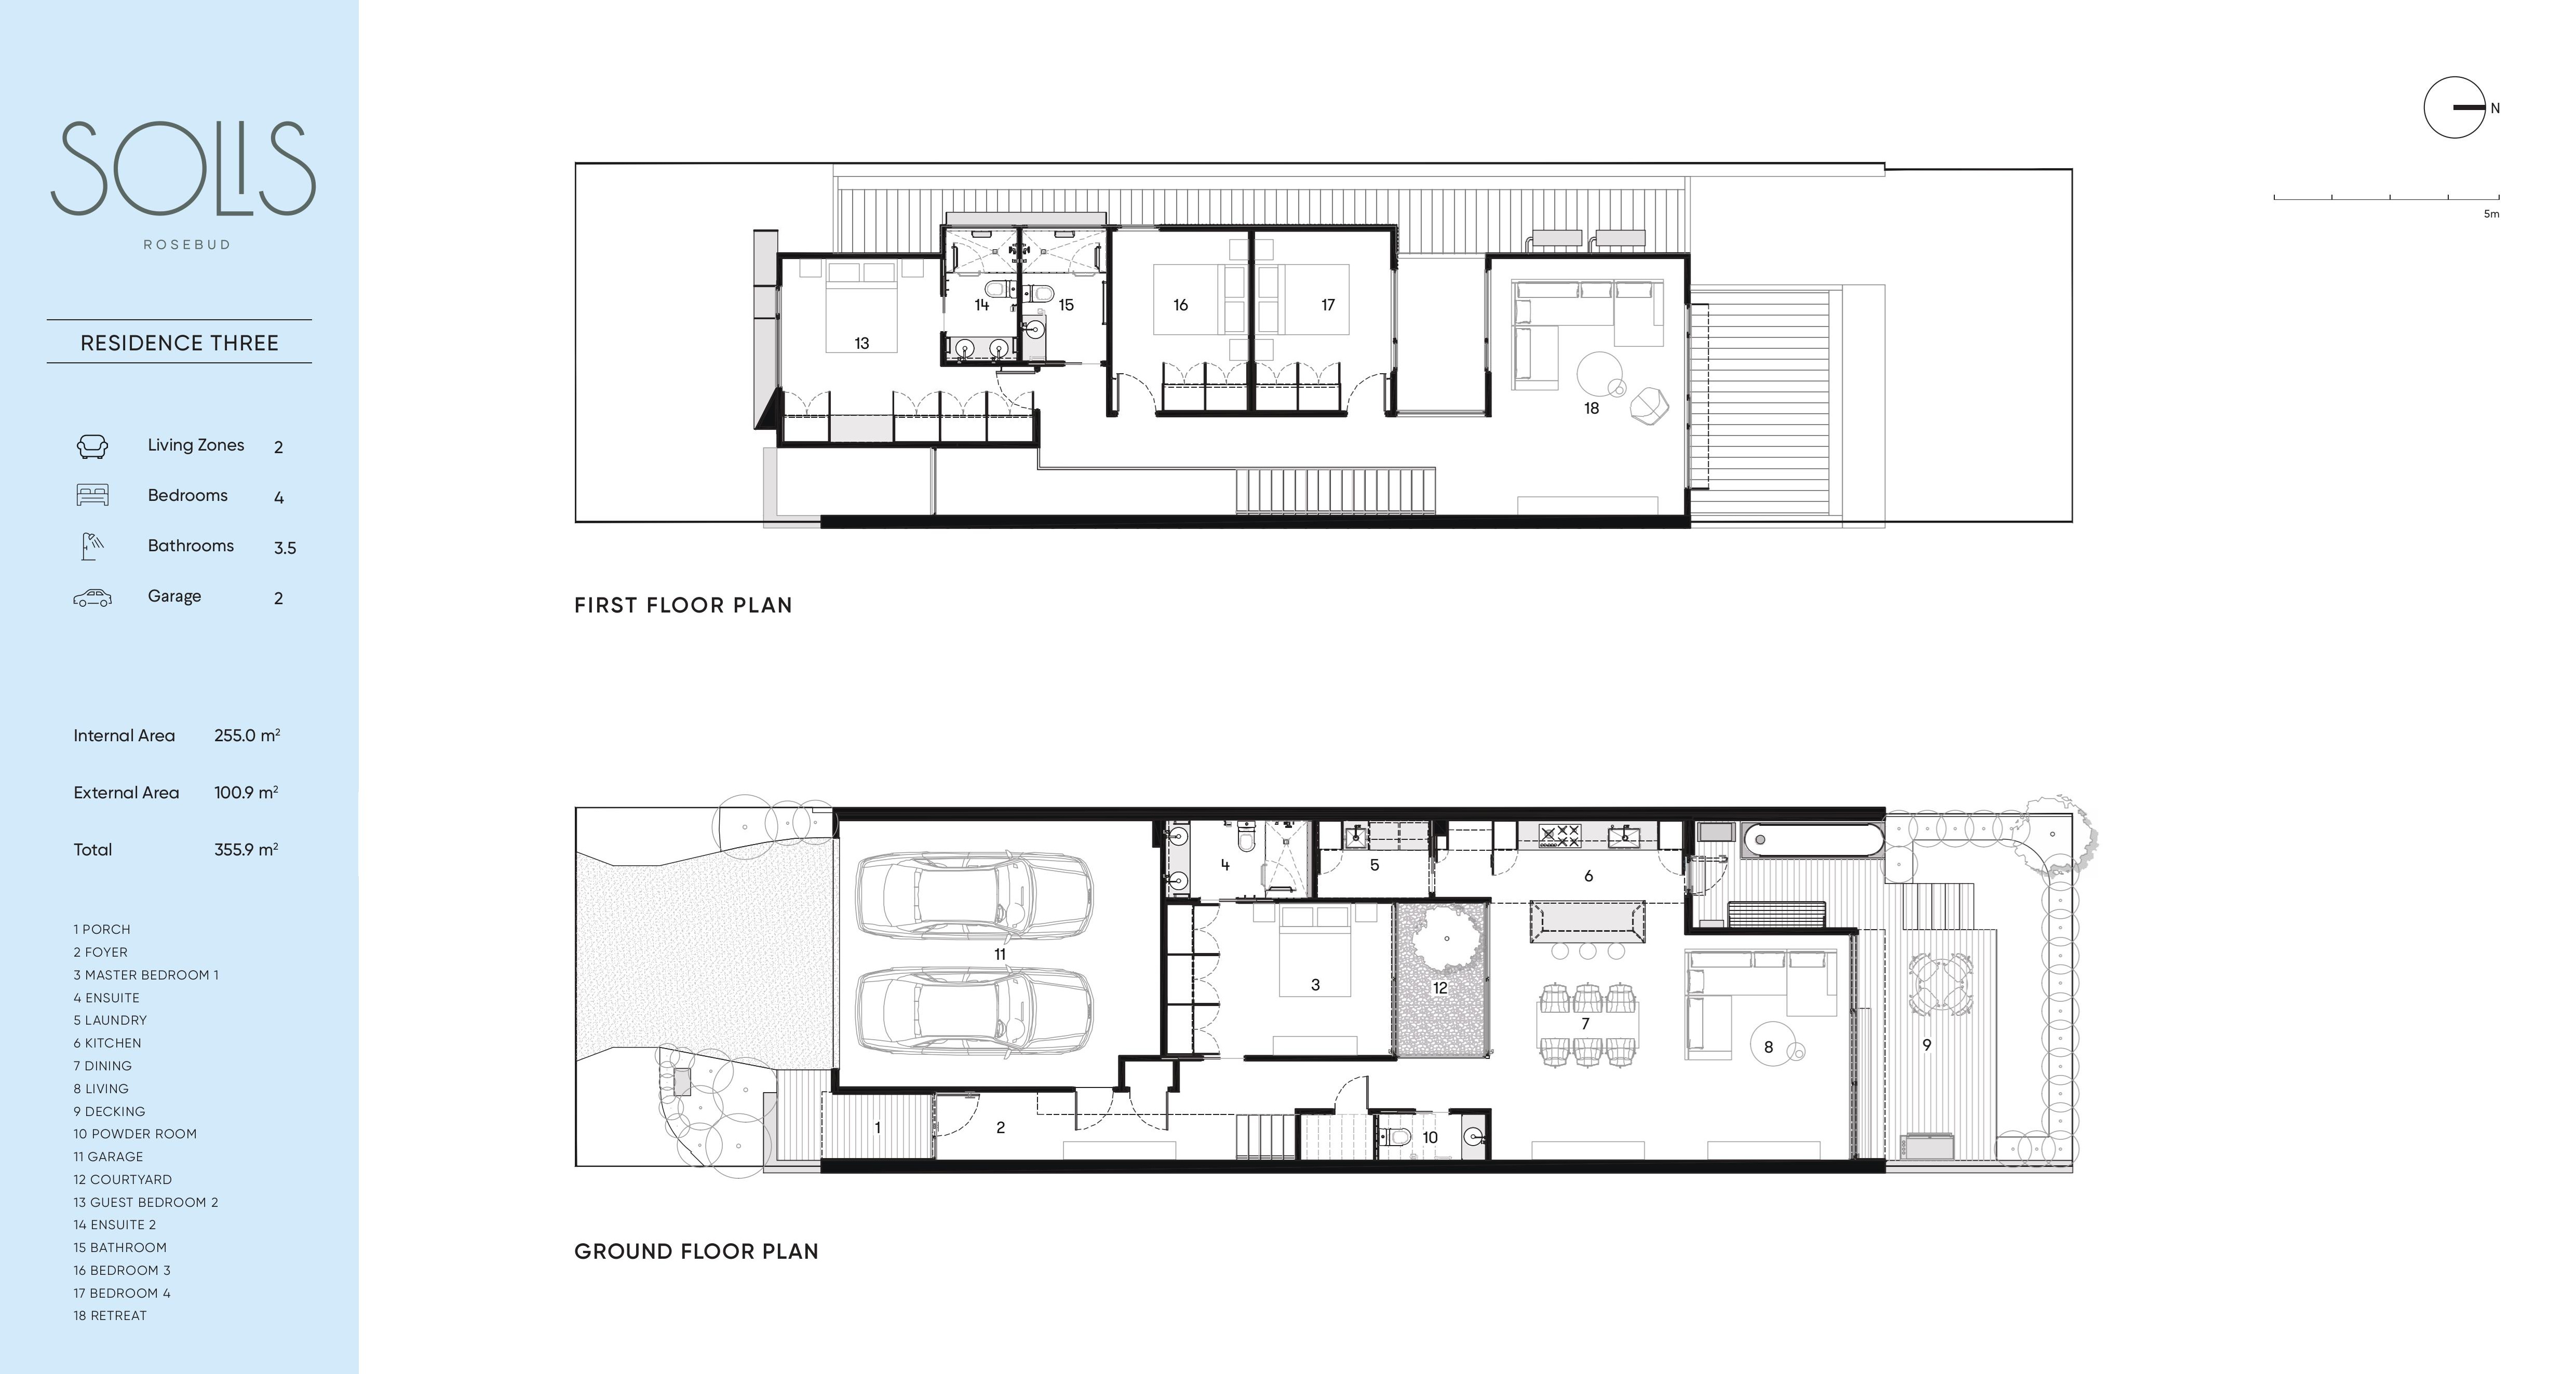 SOLIS
ROSEBUD
RESIDENCE THREE
Living Zones 2
Bedrooms 4
Bathrooms 3.5
Garage 2
Internal Area 255.0 m²
External Area 100.9 m²
Total 355.9 m²
1 PORCH
2 FOYER
3 MASTER BEDROOM 1
4 ENSUITE
5 LAUNDRY
6 KITCHEN
7 DINING
8 LIVING
9 DECKING
10 POWDER ROOM
11 GARAGE
12 COURTYARD
13 GUEST BEDROOM 2
14 ENSUITE 2
15 BATHROOM
16 BEDROOM 3
17 BEDROOM 4
18 RETREAT
N
5m
14
15
16
17
13
18
FIRST FLOOR PLAN
4
5
6
11
3
12
7
8
9
1
2
10
GROUND FLOOR PLAN